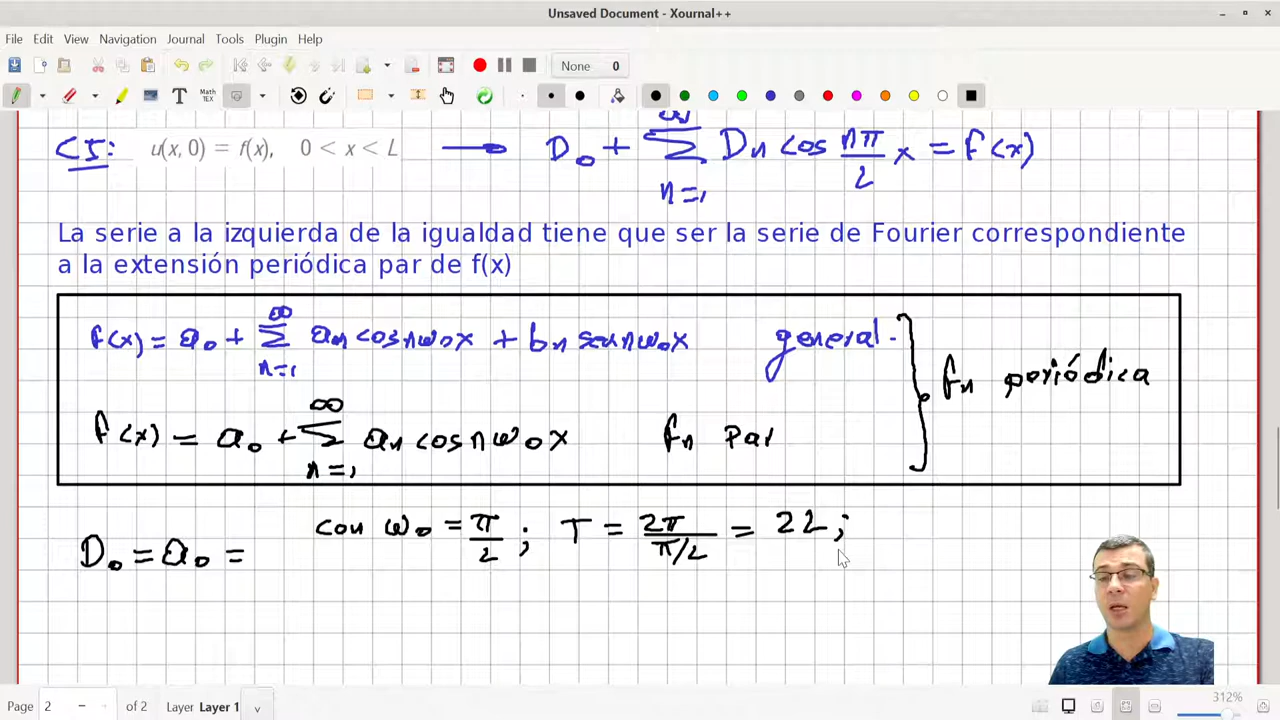 Unsaved Document - Xournal++
File Edit View Navigation Journal Tools Plugin Help
None 0
T MATH TEX
CI: u(x, 0) = f(x), 0 < x < L → D₀ + ∑ₙ₌₁^∞ Dₙ cos nπ/L x = f(x)
La serie a la izquierda de la igualdad tiene que ser la serie de Fourier correspondiente
a la extensión periódica par de f(x)
f(x) = a₀ + ∑ₙ₌₁^∞ aₙ cos nω₀x + bₙ sen nω₀x general.
fn periódica
f(x) = a₀ + ∑ₙ₌₁^∞ aₙ cos nω₀x fn Par
con ω₀ = π/L ; T = 2π/(π/L) = 2L ;
D₀ = a₀ =
Page 2 of 2 Layer Layer 1 312%